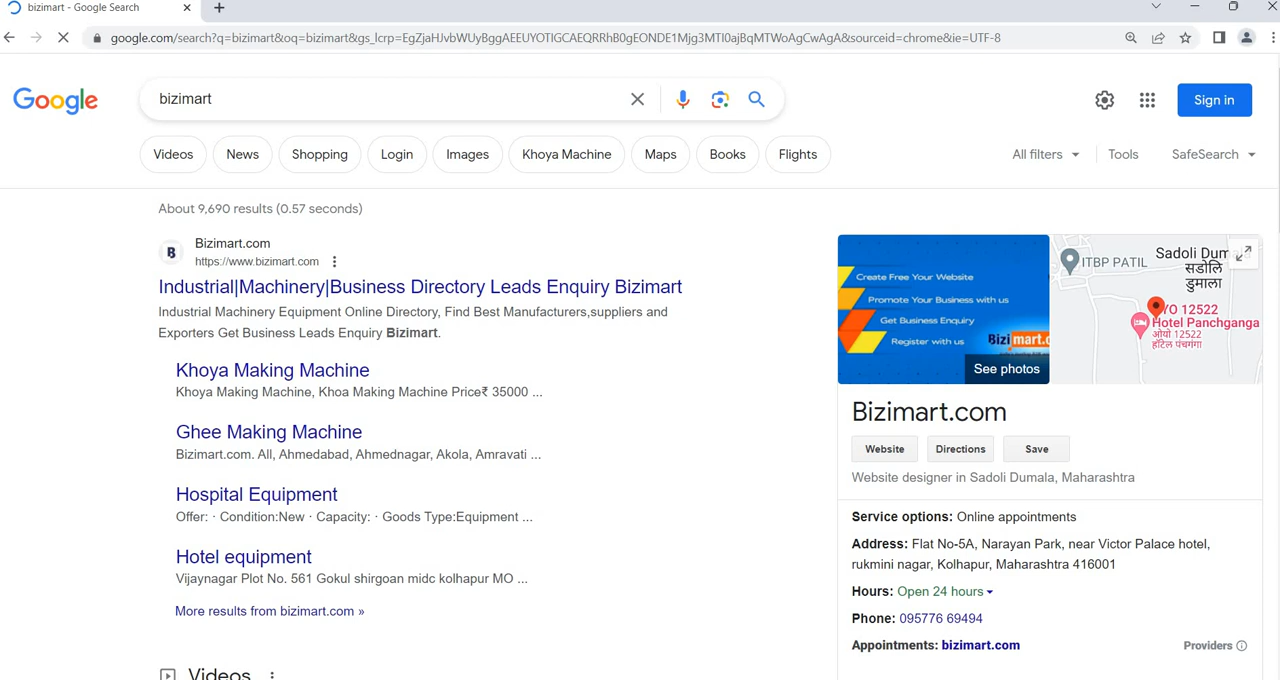 bizimart - Google Search
google.com/search?q=bizimart&oq=bizimart&gs_lcrp=EgZjaHJvbWUyBggAEEUYOTIGCAEQRRhB0gEONDE1Mjg3MTI0ajBqMTWoAgCwAgA&sourceid=chrome&ie=UTF-8
Google
bizimart
Sign in
Videos
News
Shopping
Login
Images
Khoya Machine
Maps
Books
Flights
All filters
Tools
SafeSearch
About 9,690 results (0.57 seconds)
B
Bizimart.com
https://www.bizimart.com
Industrial|Machinery|Business Directory Leads Enquiry Bizimart
Industrial Machinery Equipment Online Directory, Find Best Manufacturers,suppliers and
Exporters Get Business Leads Enquiry Bizimart.
Khoya Making Machine
Khoya Making Machine, Khoa Making Machine Price₹ 35000 ...
Ghee Making Machine
Bizimart.com. All, Ahmedabad, Ahmednagar, Akola, Amravati ...
Hospital Equipment
Offer: · Condition:New · Capacity: · Goods Type:Equipment ...
Hotel equipment
Vijaynagar Plot No. 561 Gokul shirgoan midc kolhapur MO ...
More results from bizimart.com »
Videos
Create Free Your Website
Promote Your Business with us
Get Business Enquiry
Register with us
Bizimart.c
See photos
ITBP PATIL
Sadoli Dum
सडोलि
डुमाला
YO 12522
Hotel Panchganga
ओयो 12522
हॉटेल पंचगंगा
Bizimart.com
Website
Directions
Save
Website designer in Sadoli Dumala, Maharashtra
Service options: Online appointments
Address: Flat No-5A, Narayan Park, near Victor Palace hotel,
rukmini nagar, Kolhapur, Maharashtra 416001
Hours: Open 24 hours
Phone: 095776 69494
Appointments: bizimart.com
Providers